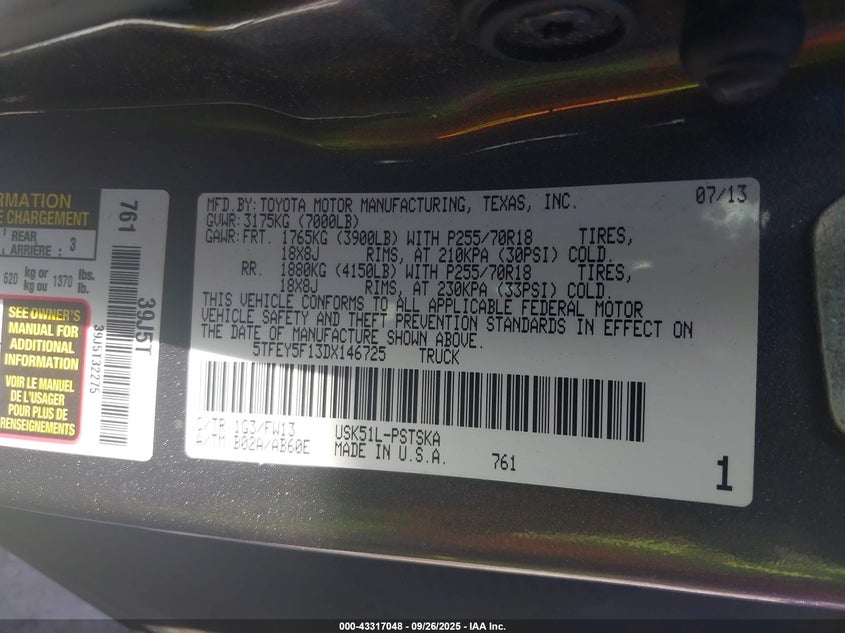 FORMATION
E CHARGEMENT
REAR
ARRIÈRE : 3
620 kg or 1370 lbs.
kg ou lb.
SEE OWNER'S
MANUAL FOR
ADDITIONAL
INFORMATION
VOIR LE MANUEL
DE L'USAGER
POUR PLUS DE
RENSEIGNEMENTS
761
39J5T
39J5132275
MFD.BY:TOYOTA MOTOR MANUFACTURING, TEXAS, INC. 07/13
GVWR:3175KG (7000LB)
GAWR:FRT. 1765KG (3900LB) WITH P255/70R18 TIRES,
18X8J RIMS, AT 210KPA (30PSI) COLD.
RR. 1880KG (4150LB) WITH P255/70R18 TIRES,
18X8J RIMS, AT 230KPA (33PSI) COLD.
THIS VEHICLE CONFORMS TO ALL APPLICABLE FEDERAL MOTOR
VEHICLE SAFETY AND THEFT PREVENTION STANDARDS IN EFFECT ON
THE DATE OF MANUFACTURE SHOWN ABOVE.
5TFEY5F13DX146725 TRUCK
C/TR 1G3/FW13 USK51L-PSTSKA
A/TM B02A/AB60E MADE IN U.S.A. 761
1
000-43317048 - 09/26/2025 - IAA Inc.